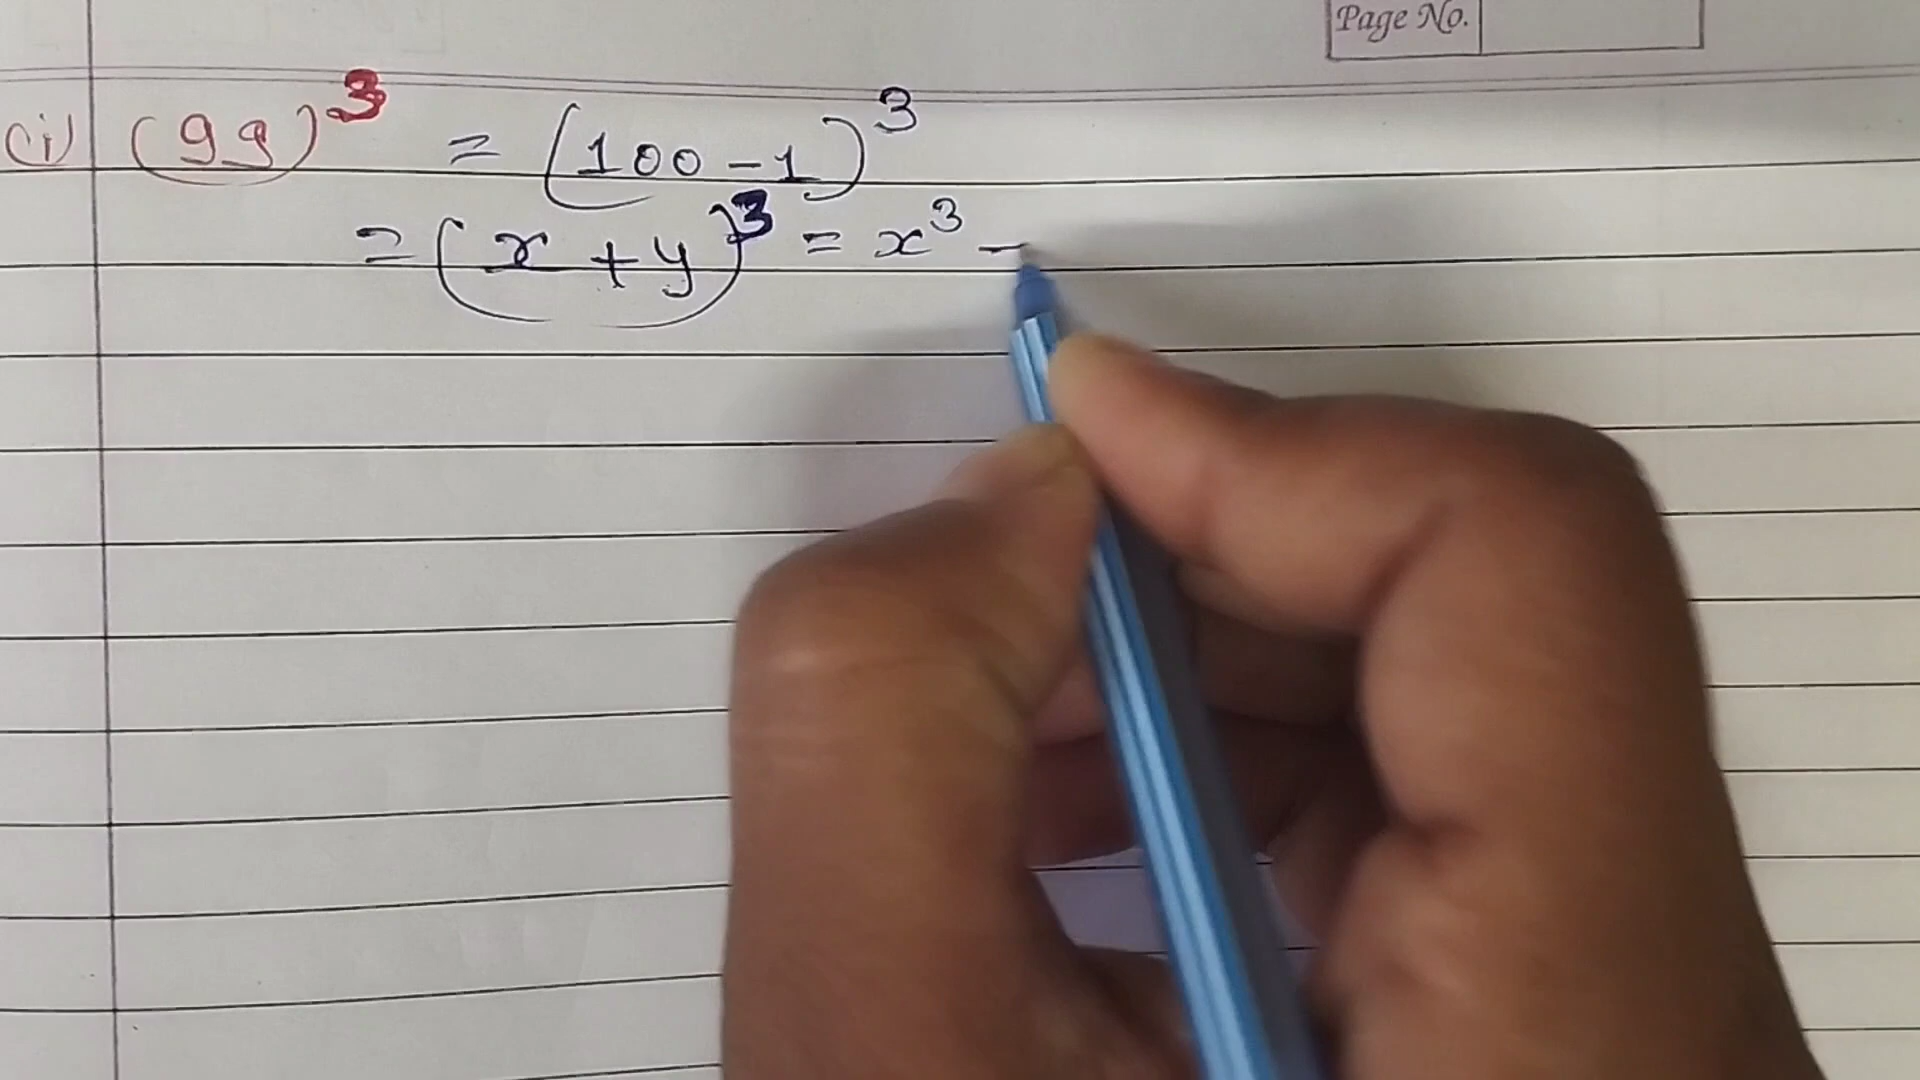 Page No.
(i) (99)³ = (100 - 1)³
= (x + y)³ = x³ -